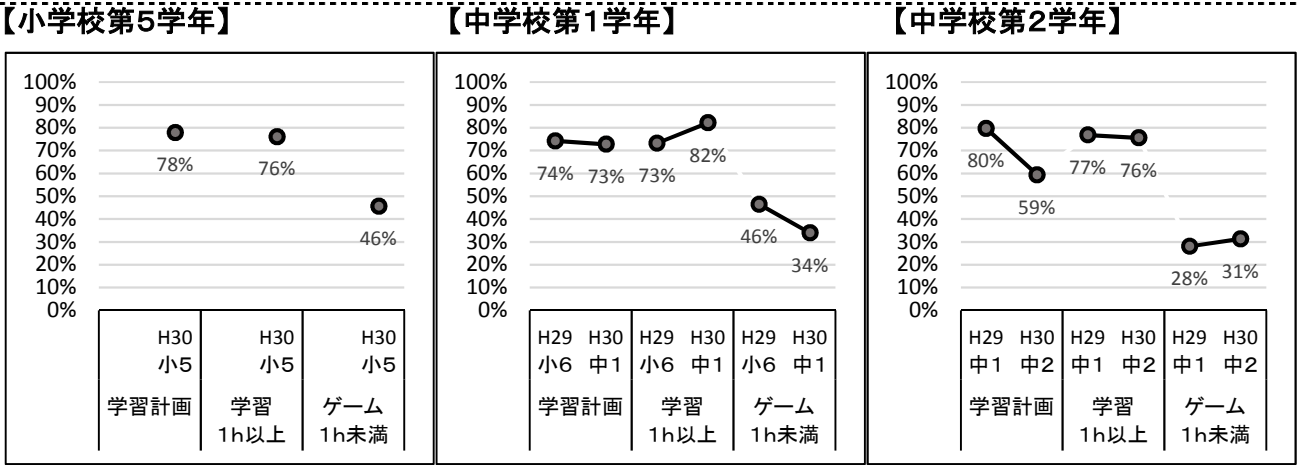 【小学校第5学年】
100%
90%
80%
70%
60%
50%
40%
30%
20%
10%
0%
78%
76%
46%
H30 H30 H30
小5 小5 小5
学習計画 学習 ゲーム
1h以上 1h未満
【中学校第1学年】
100%
90%
80%
70%
60%
50%
40%
30%
20%
10%
0%
74% 73% 73% 82%
46% 34%
H29 H30 H29 H30 H29 H30
小6 中1 小6 中1 小6 中1
学習計画 学習 ゲーム
1h以上 1h未満
【中学校第2学年】
100%
90%
80%
70%
60%
50%
40%
30%
20%
10%
0%
80% 59% 77% 76%
28% 31%
H29 H30 H29 H30 H29 H30
中1 中2 中1 中2 中1 中2
学習計画 学習 ゲーム
1h以上 1h未満